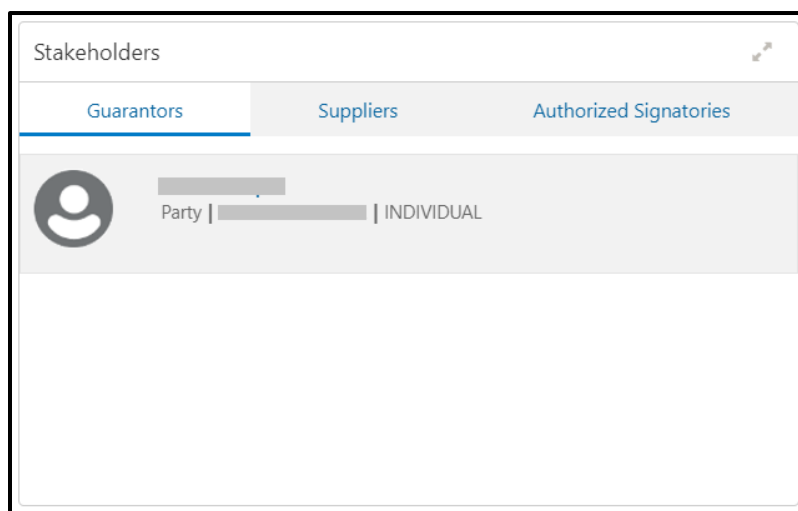 Stakeholders
Guarantors Suppliers Authorized Signatories
Party | | INDIVIDUAL